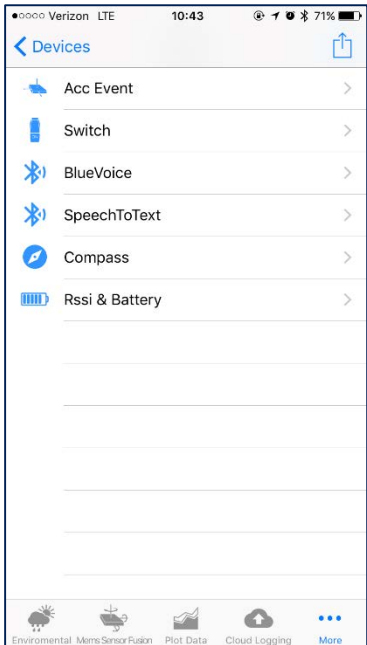 Verizon LTE 10:43 71%
Devices
Acc Event
Switch
BlueVoice
SpeechToText
Compass
Rssi & Battery
Enviromental Mems Sensor Fusion Plot Data Cloud Logging More